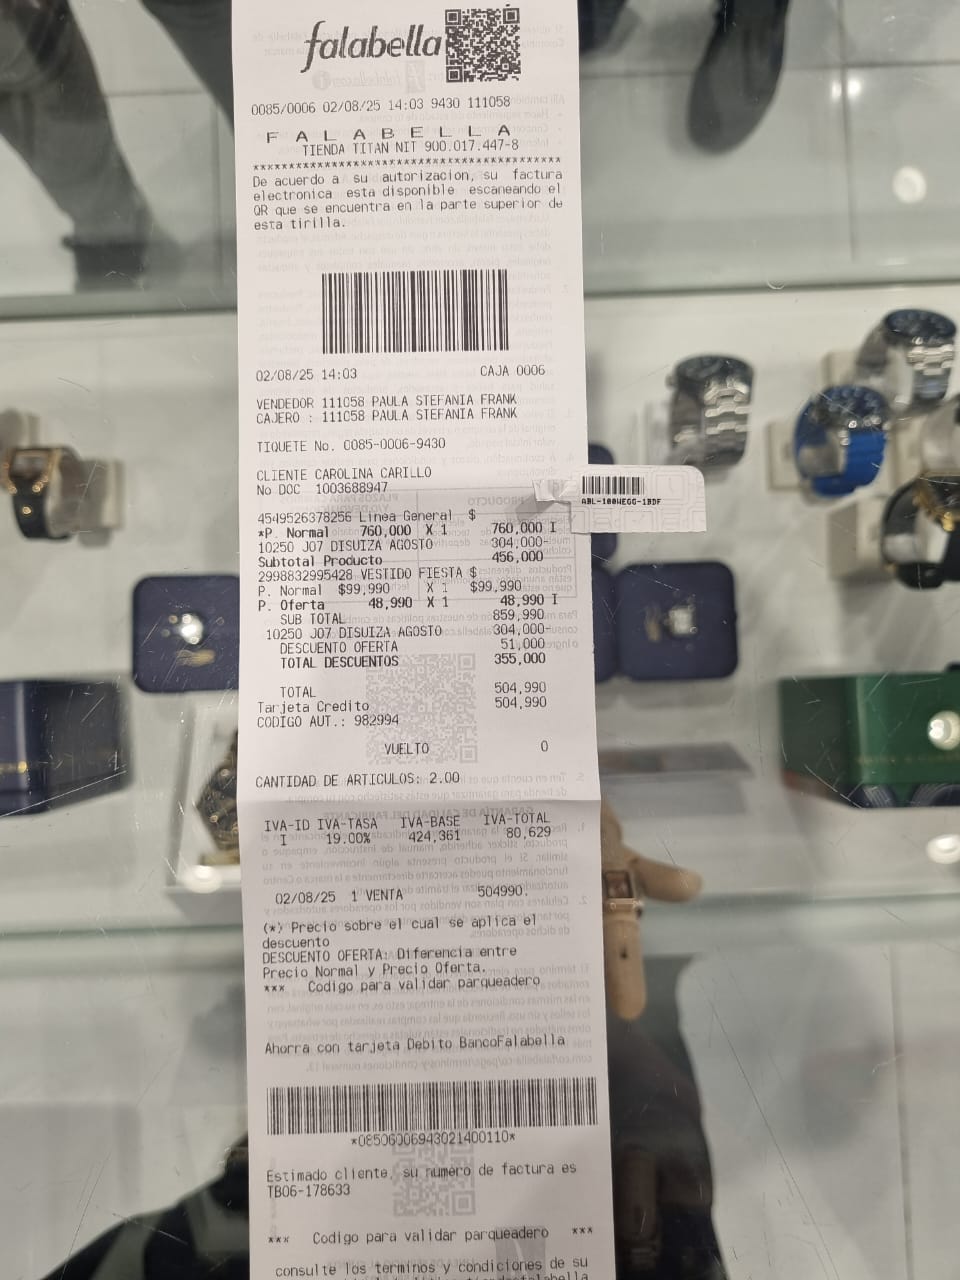 falabella
0085/0006 02/08/25 14:03 9430 111058
F A L A B E L L A
TIENDA TITAN NIT 900.017.447-8
******************************************
De acuerdo a su autorizacion, su factura
electronica esta disponible escaneando el
QR que se encuentra en la parte superior de
esta tirilla.
02/08/25 14:03 CAJA 0006
VENDEDOR 111058 PAULA STEFANIA FRANK
CAJERO : 111058 PAULA STEFANIA FRANK
TIQUETE No. 0085-0006-9430
CLIENTE CAROLINA CARILLO
No DOC 1003688947
ABL-100WEGG-1BDF
4549526378256 Linea General $
*P. Normal 760,000 X 1 760,000 I
10250 J07 DISUIZA AGOSTO 304,000-
Subtotal Producto 456,000
2998832995428 VESTIDO FIESTA $
P. Normal $99,990 X 1 $99,990
P. Oferta 48,990 X 1 48,990 I
SUB TOTAL 859,990
10250 J07 DISUIZA AGOSTO 304,000-
DESCUENTO OFERTA 51,000
TOTAL DESCUENTOS 355,000
TOTAL 504,990
Tarjeta Credito 504,990
CODIGO AUT.: 982994
VUELTO 0
CANTIDAD DE ARTICULOS: 2.00
IVA-ID IVA-TASA IVA-BASE IVA-TOTAL
I 19.00% 424,361 80,629
02/08/25 1 VENTA 504990.
(*) Precio sobre el cual se aplica el
descuento
DESCUENTO OFERTA: Diferencia entre
Precio Normal y Precio Oferta.
*** Codigo para validar parqueadero
Ahorra con tarjeta Debito BancoFalabella
*08506006943021400110*
Estimado cliente, su numero de factura es
TB06-178633
*** Codigo para validar parqueadero ***
consulte los terminos y condiciones de su